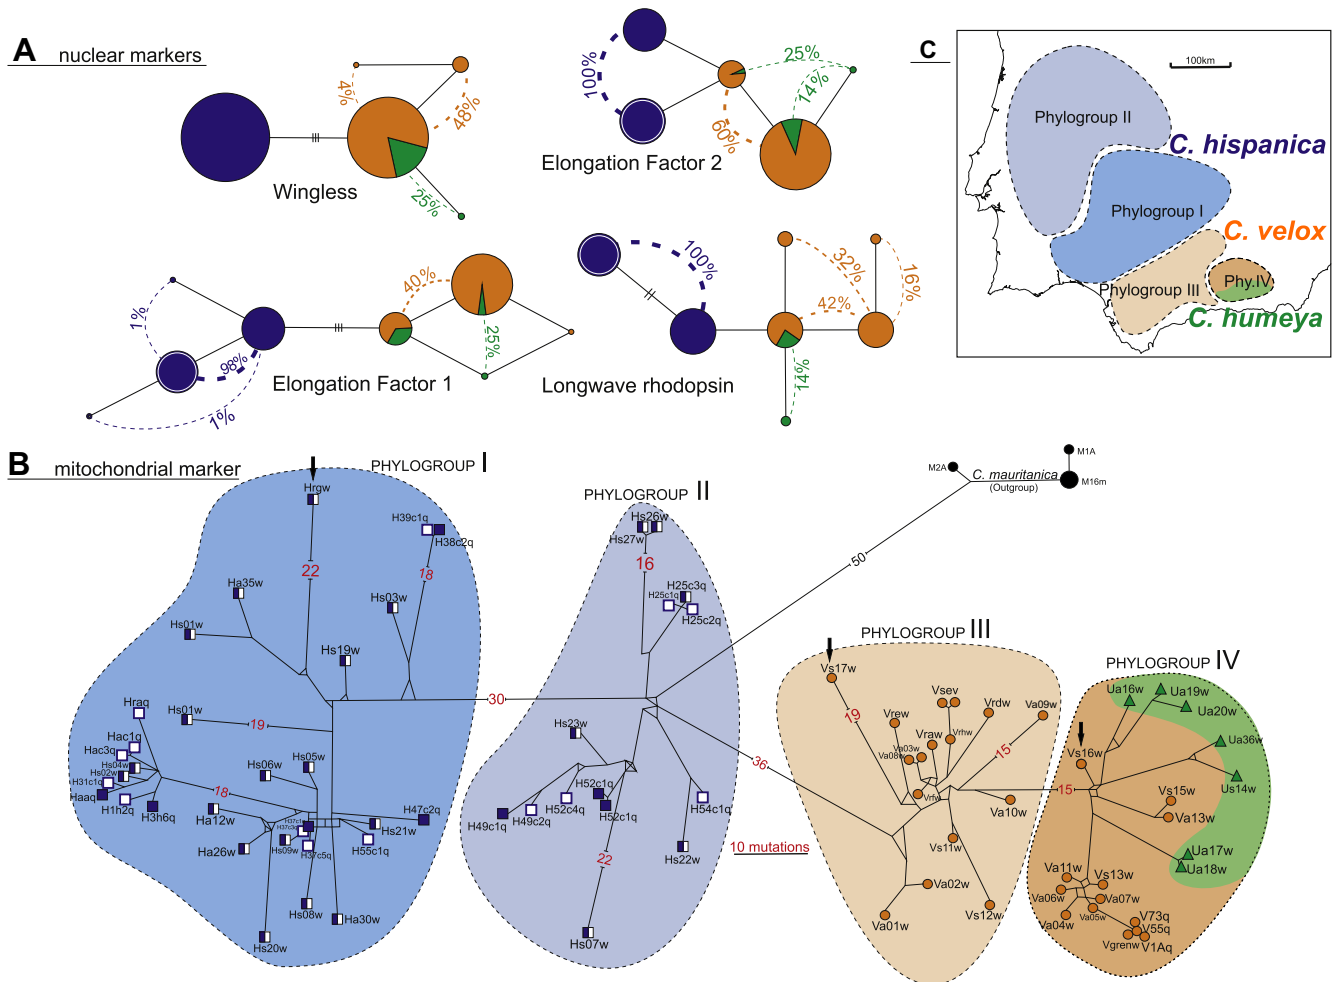 A nuclear markers
4%
48%
25%
Wingless
100%
25%
14%
60%
Elongation Factor 2
1%
98%
1%
40%
25%
Elongation Factor 1
100%
32%
16%
42%
14%
Longwave rhodopsin
C
100km
Phylogroup II
C. hispanica
Phylogroup I
C. velox
Phylogroup III
Phy.IV
C. humeya
B mitochondrial marker
PHYLOGROUP I
Hrgw
H39c1q
H38c2q
22
18
Ha35w
Hs03w
Hs01w
Hs19w
Hraq
Hs01w
19
Hac1q
Hac3q
Hs04w
Hs02w
H31c1q
Haaq
H1h2q
H3h6q
18
Hs05w
Hs06w
Ha12w
H37c1q
H37c3q
H47c2q
Hs21w
Ha26w
Hs09w
H37c5q
H55c1q
Hs08w
Ha30w
Hs20w
30
PHYLOGROUP II
Hs26w
Hs27w
16
H25c3q
H25c1q
H25c2q
Hs23w
H52c1q
H49c1q
H49c2q
H52c4q
H52c1q
H54c1q
22
Hs22w
Hs07w
50
M2A
M1A
C. mauritanica
(Outgroup)
M16m
36
10 mutations
PHYLOGROUP III
Vs17w
19
Vsev
Vrdw
Va09w
Vrew
Vraw
Vrhw
Va03w
Va08w
15
Vrfw
Va10w
Vs11w
Va02w
Va01w
Vs12w
15
PHYLOGROUP IV
Ua16w
Ua19w
Ua20w
Vs16w
Ua36w
Us14w
Vs15w
Va13w
Ua17w
Ua18w
Va11w
Vs13w
Va06w
Va07w
Va05w
Va04w
V73q
V55q
Vgrenw
V1Aq